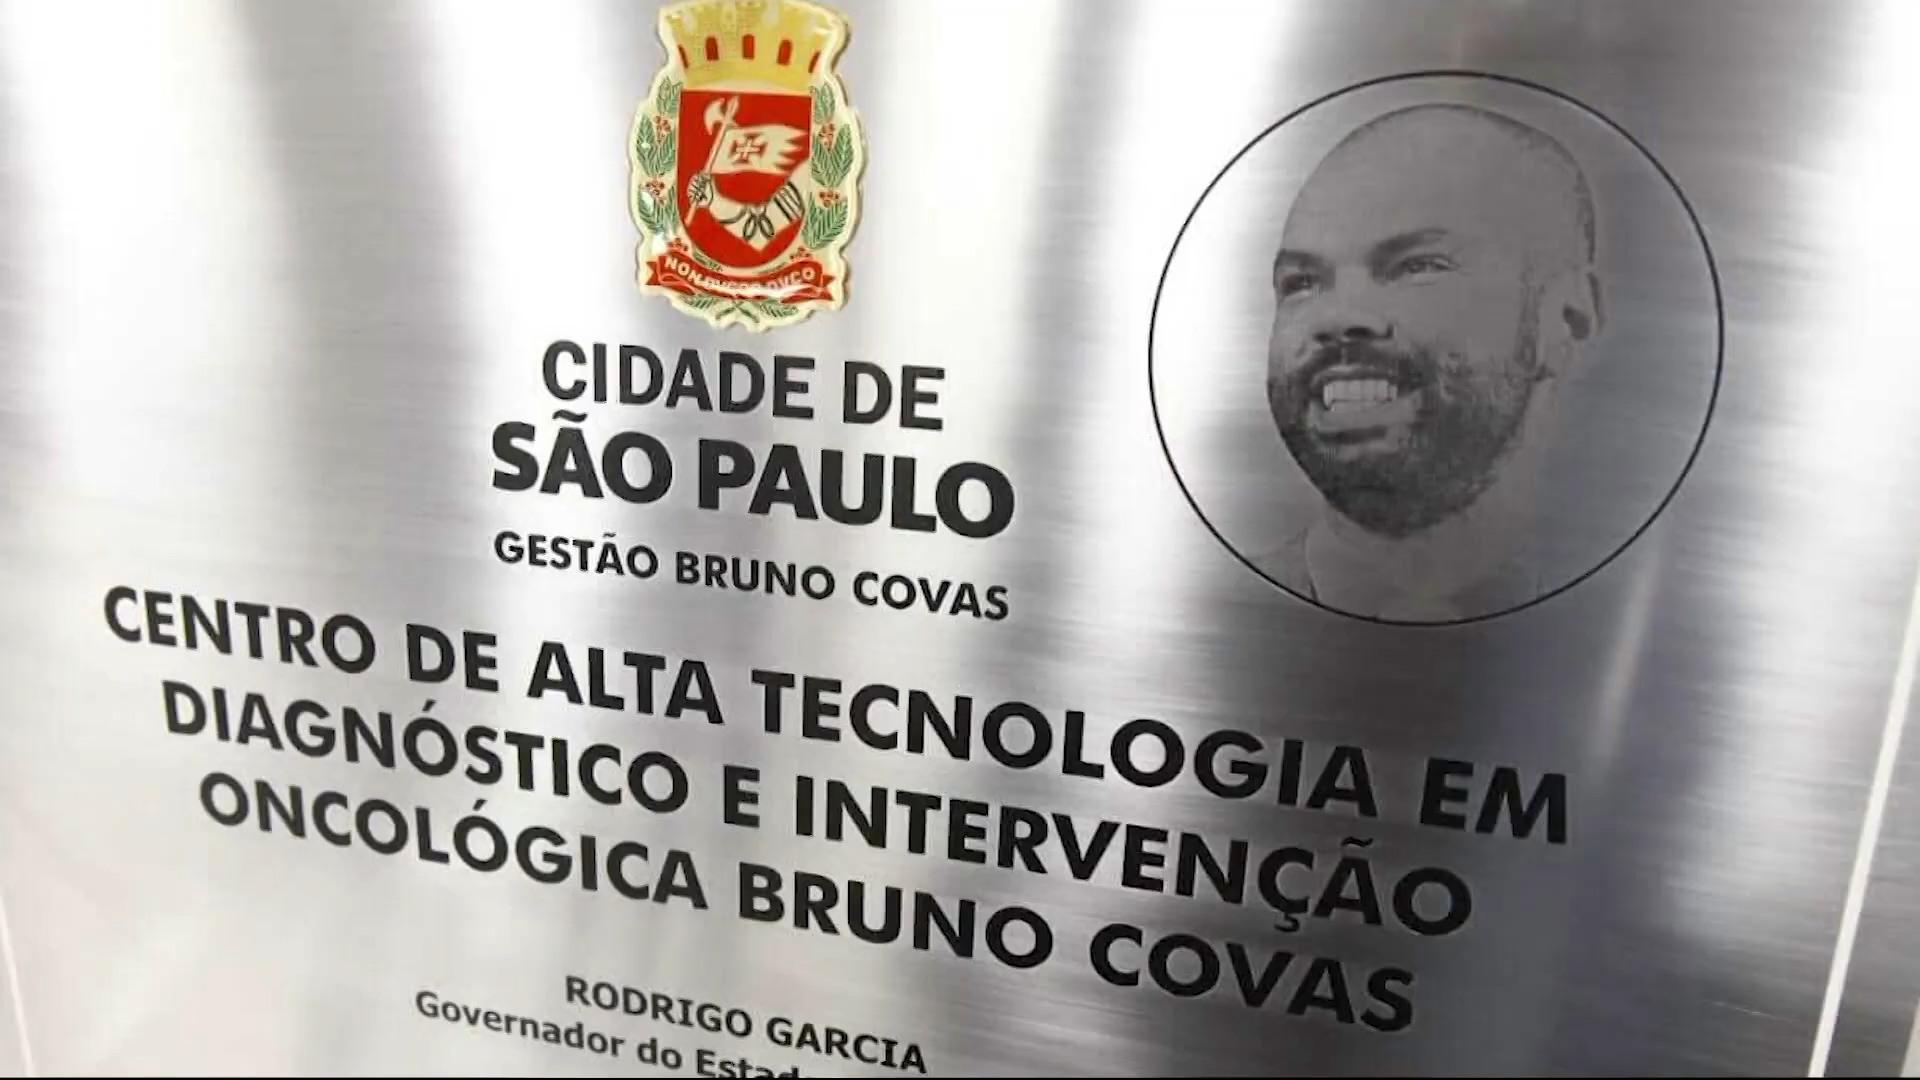 CIDADE DE
SÃO PAULO
GESTÃO BRUNO COVAS
CENTRO DE ALTA TECNOLOGIA EM
DIAGNÓSTICO E INTERVENÇÃO
ONCOLÓGICA BRUNO COVAS
RODRIGO GARCIA
Governador do